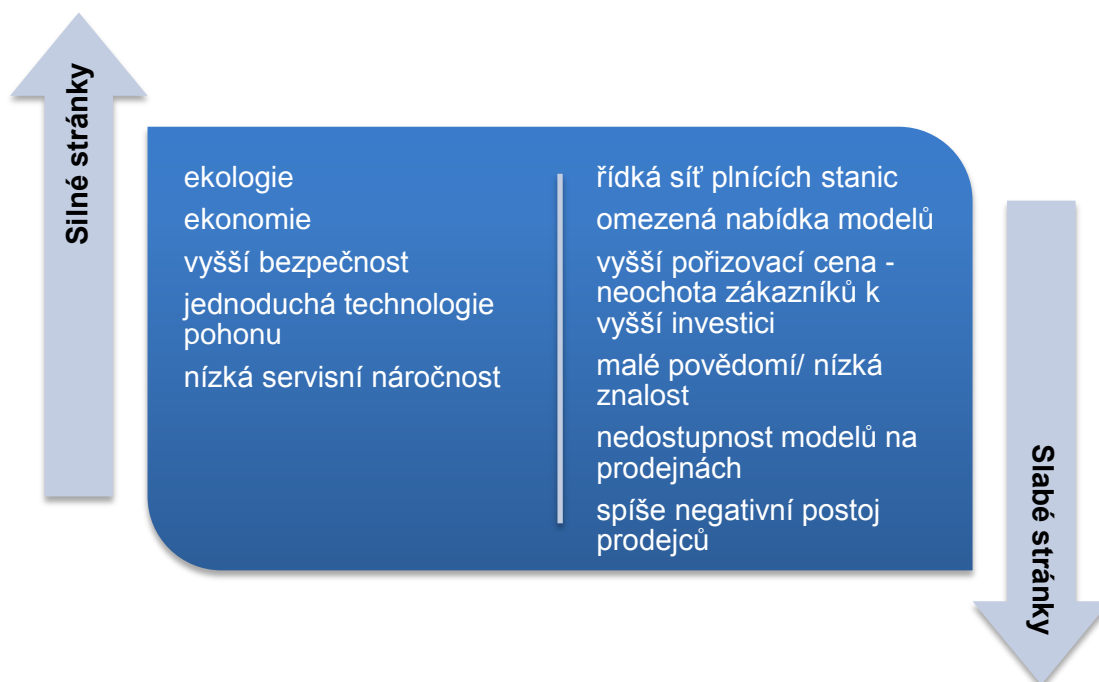 Silné stránky
ekologie
ekonomie
vyšší bezpečnost
jednoduchá technologie
pohonu
nízká servisní náročnost
řídká síť plnících stanic
omezená nabídka modelů
vyšší pořizovací cena -
neochota zákazníků k
vyšší investici
malé povědomí/ nízká
znalost
nedostupnost modelů na
prodejnách
spíše negativní postoj
prodejců
Slabé stránky